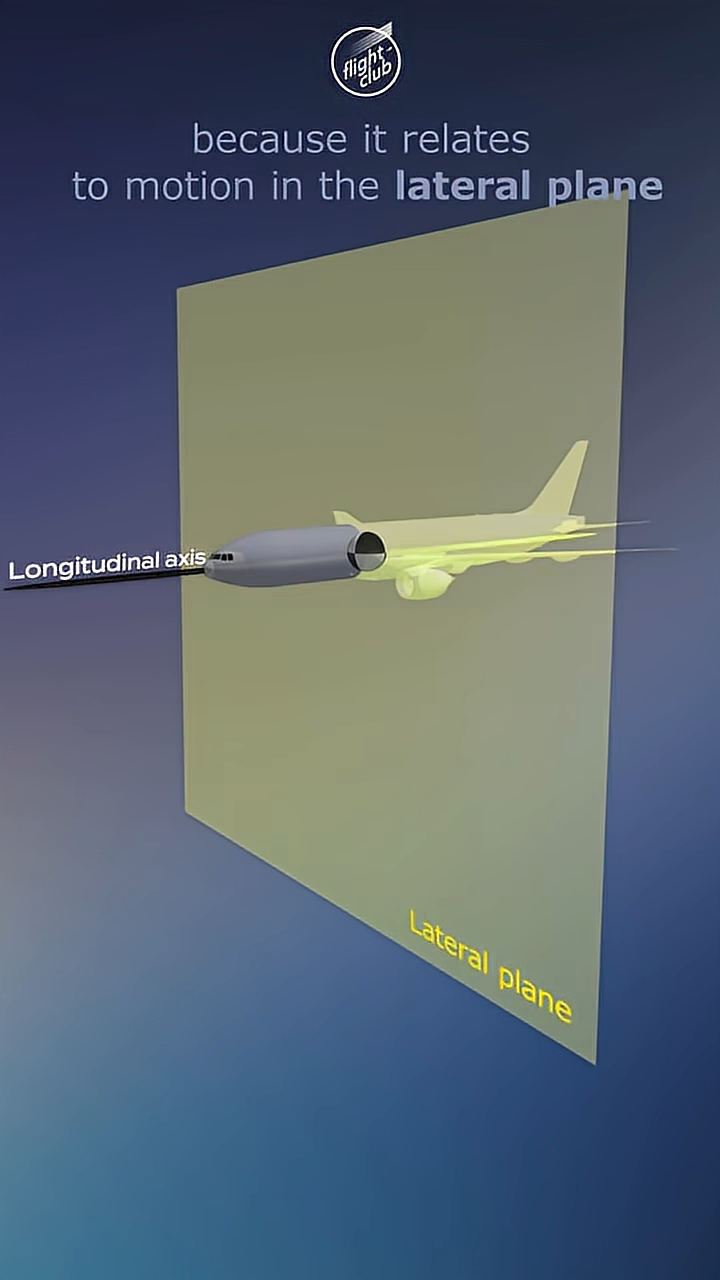 flight-
club
because it relates
to motion in the lateral plane
Longitudinal axis
Lateral plane